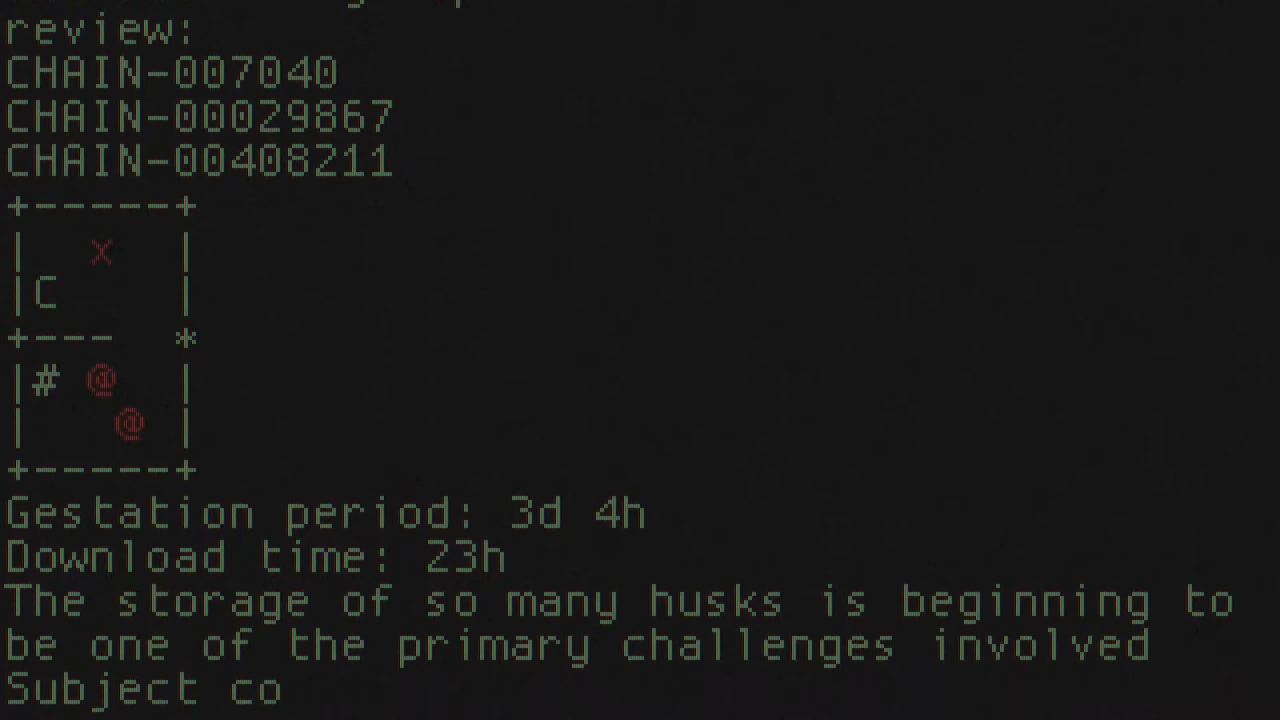 review:
CHAIN-007040
CHAIN-00029867
CHAIN-00408211
+-----+
|  x  |
|C    |
+---  *
|# @  |
|   @ |
+-----+
Gestation period: 3d 4h
Download time: 23h
The storage of so many husks is beginning to
be one of the primary challenges involved
Subject co